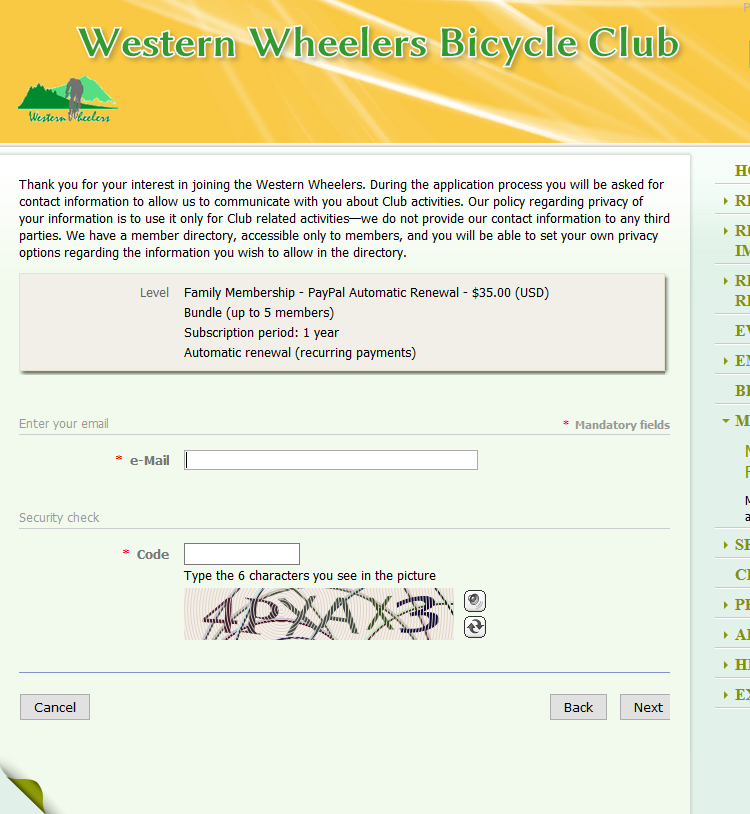 Western Wheelers Bicycle Club
Western Wheelers
Thank you for your interest in joining the Western Wheelers. During the application process you will be asked for
contact information to allow us to communicate with you about Club activities. Our policy regarding privacy of
your information is to use it only for Club related activities—we do not provide our contact information to any third
parties. We have a member directory, accessible only to members, and you will be able to set your own privacy
options regarding the information you wish to allow in the directory.
Level Family Membership - PayPal Automatic Renewal - $35.00 (USD)
Bundle (up to 5 members)
Subscription period: 1 year
Automatic renewal (recurring payments)
Enter your email * Mandatory fields
* e-Mail
Security check
* Code
Type the 6 characters you see in the picture
Cancel Back Next